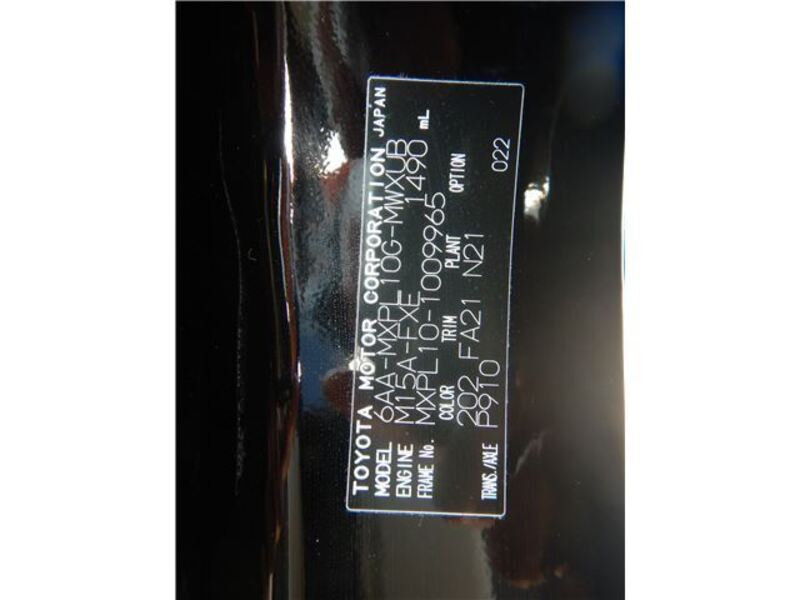 TOYOTA MOTOR CORPORATION JAPAN
MODEL 6AA-MXPL10G-MWXUB
ENGINE M15A-FXE 1490 mL
FRAME No. MXPL10-1009965
COLOR TRIM PLANT OPTION
202 FA21 N21
TRANS./AXLE P910 022